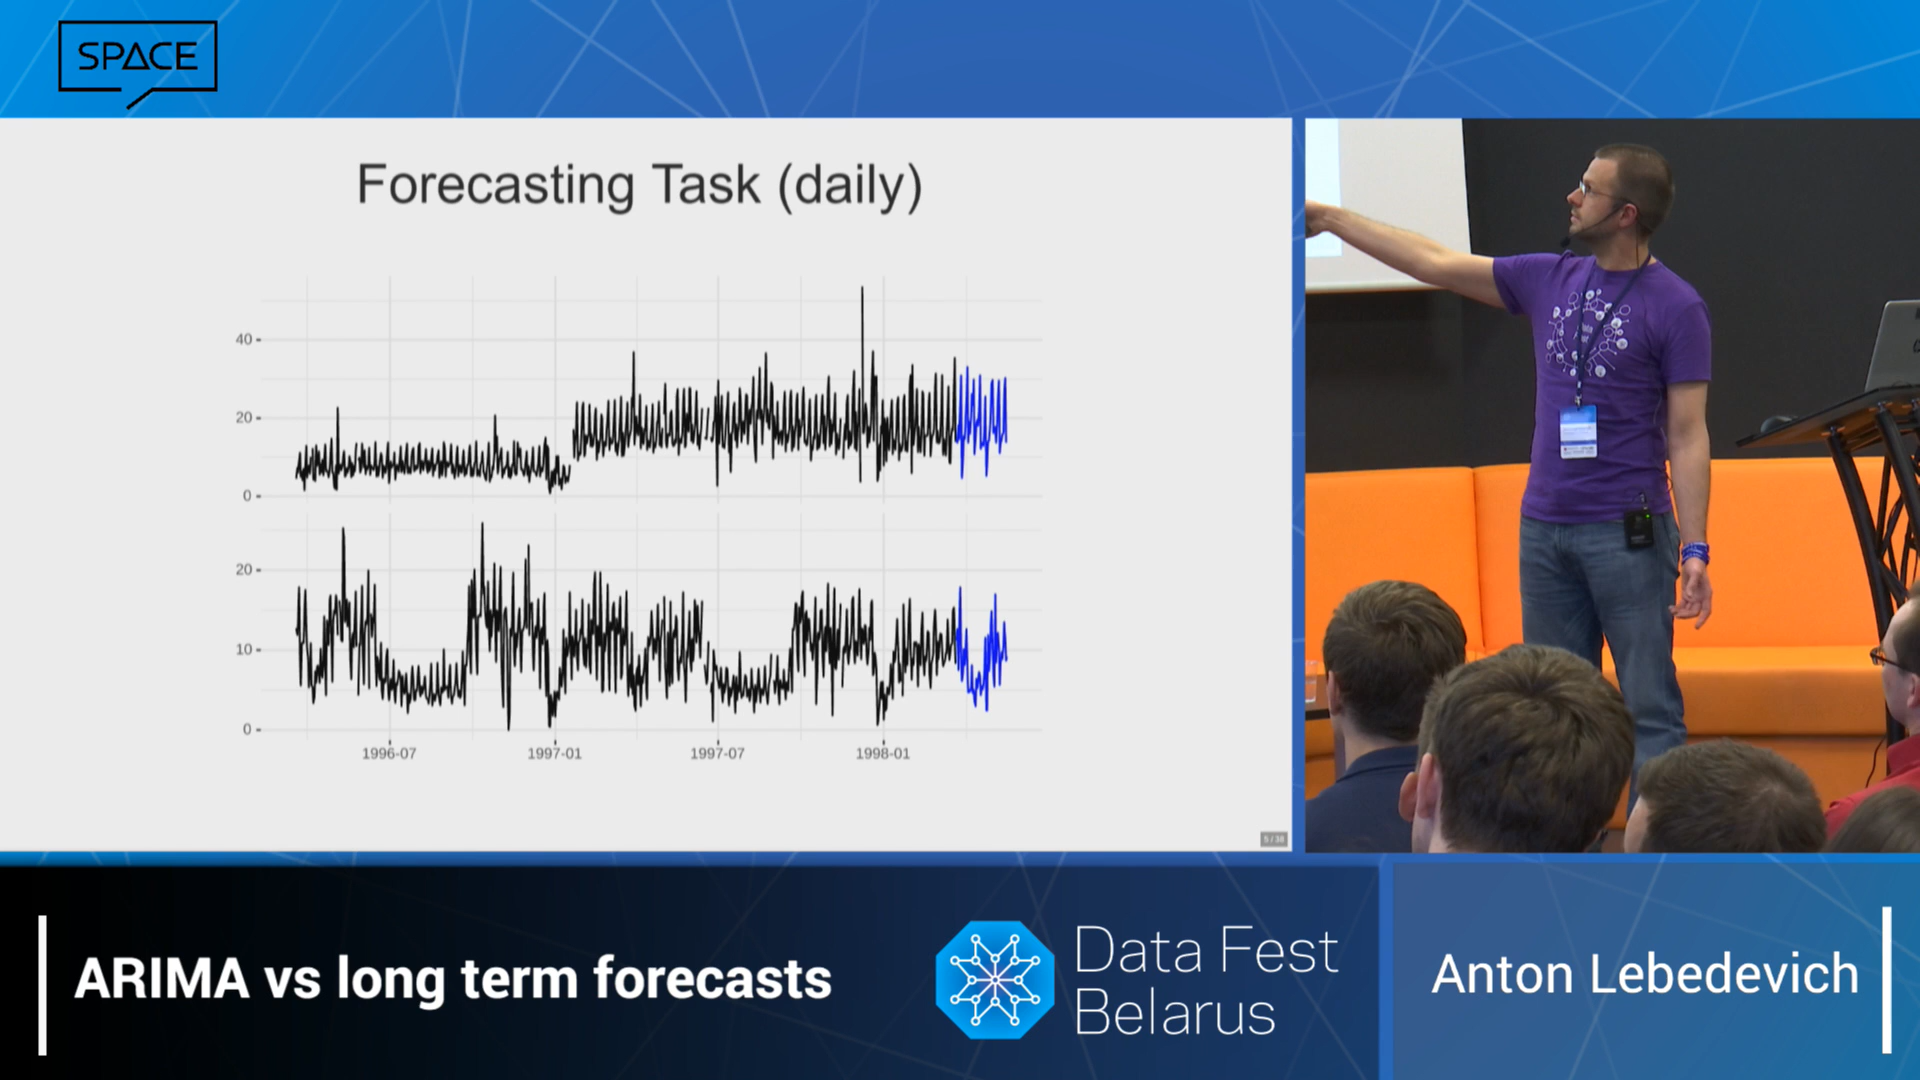 SPACE
Forecasting Task (daily)
40
20
0
20
10
0
1996-07
1997-01
1997-07
1998-01
ARIMA vs long term forecasts
Data Fest
Belarus
Anton Lebedevich